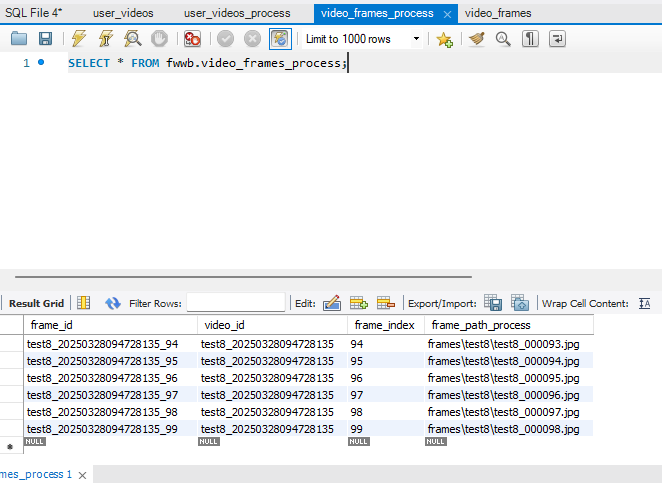 SQL File 4* user_videos user_videos_process video_frames_process video_frames
Limit to 1000 rows
1 SELECT * FROM fwwb.video_frames_process;
Result Grid Filter Rows: Edit: Export/Import: Wrap Cell Content: IA
frame_id video_id frame_index frame_path_process
test8_20250328094728135_94 test8_20250328094728135 94 frames\test8\test8_000093.jpg
test8_20250328094728135_95 test8_20250328094728135 95 frames\test8\test8_000094.jpg
test8_20250328094728135_96 test8_20250328094728135 96 frames\test8\test8_000095.jpg
test8_20250328094728135_97 test8_20250328094728135 97 frames\test8\test8_000096.jpg
test8_20250328094728135_98 test8_20250328094728135 98 frames\test8\test8_000097.jpg
test8_20250328094728135_99 test8_20250328094728135 99 frames\test8\test8_000098.jpg
* NULL NULL NULL NULL
mes_process 1